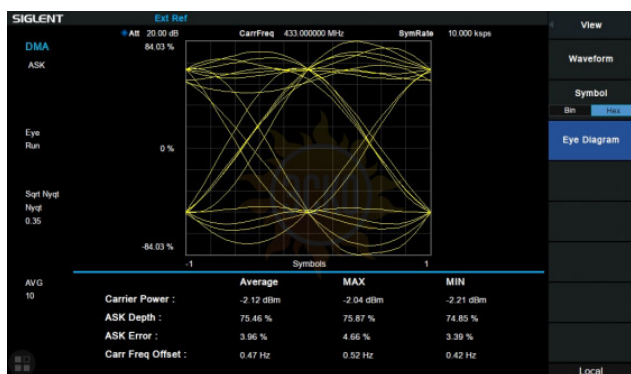 SIGLENT Ext Ref View
Att 20.00 dB CarrFreq 433.000000 MHz SymRate 10.000 ksps
DMA 84.03 %
ASK
Waveform
Symbol
Bin Hex
Eye
Run
0 %
Eye Diagram
Sqrt Nyqt
Nyqt
0.35
-84.03 %
-1 Symbols 1
AVG
10
Average MAX MIN
Carrier Power : -2.12 dBm -2.04 dBm -2.21 dBm
ASK Depth : 75.46 % 75.87 % 74.85 %
ASK Error : 3.96 % 4.66 % 3.39 %
Carr Freq Offset : 0.47 Hz 0.52 Hz 0.42 Hz
Local